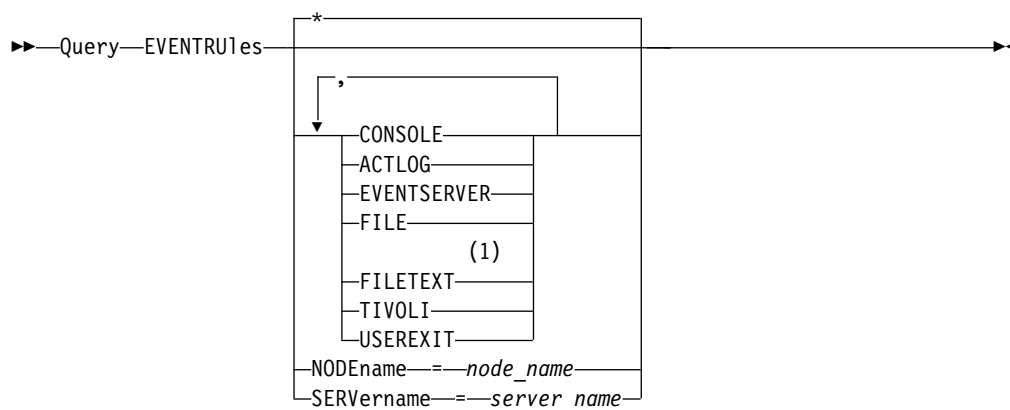 *
Query EVENTRUles
,
CONSOLE
ACTLOG
EVENTSERVER
FILE
(1)
FILETEXT
TIVOLI
USEREXIT
NODEname = node_name
SERVername = server_name